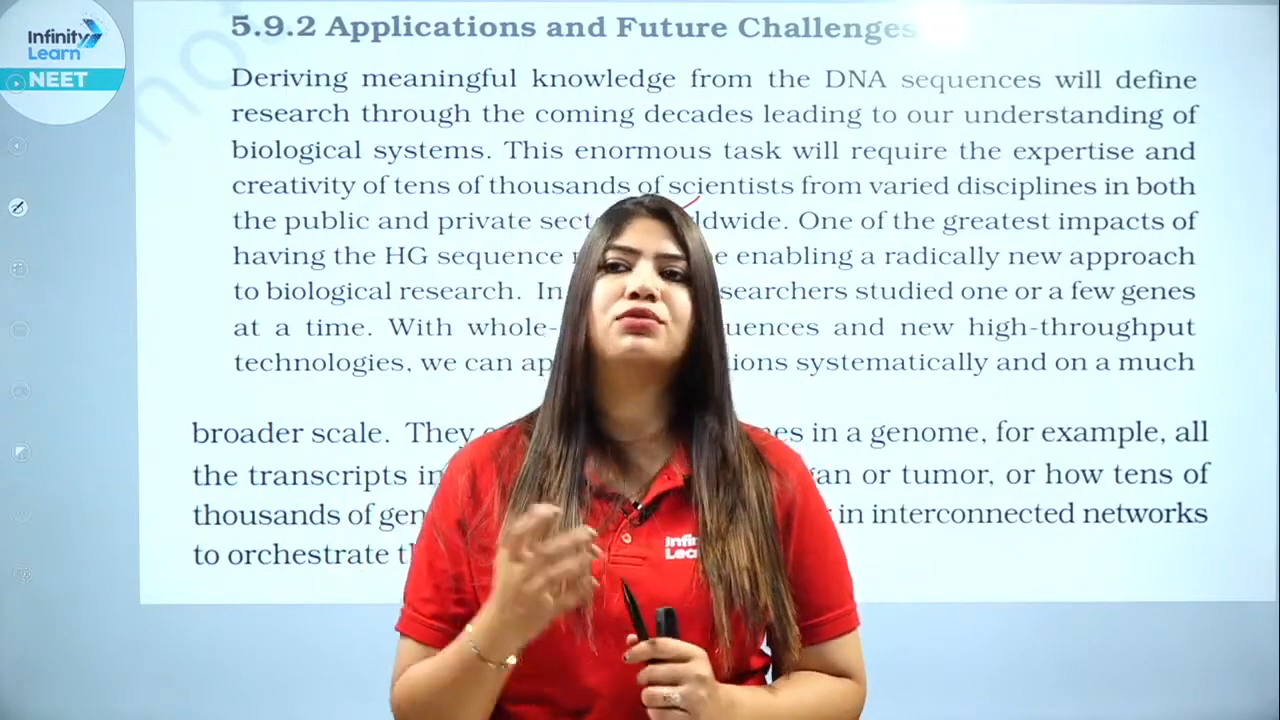 Infinity
Learn
NEET
5.9.2 Applications and Future Challenges
Deriving meaningful knowledge from the DNA sequences will define
research through the coming decades leading to our understanding of
biological systems. This enormous task will require the expertise and
creativity of tens of thousands of scientists from varied disciplines in both
the public and private sect ldwide. One of the greatest impacts of
having the HG sequence e enabling a radically new approach
to biological research. In searchers studied one or a few genes
at a time. With whole- uences and new high-throughput
technologies, we can ap ions systematically and on a much
broader scale. They es in a genome, for example, all
the transcripts in gan or tumor, or how tens of
thousands of gen in interconnected networks
to orchestrate t
Infi
Lea